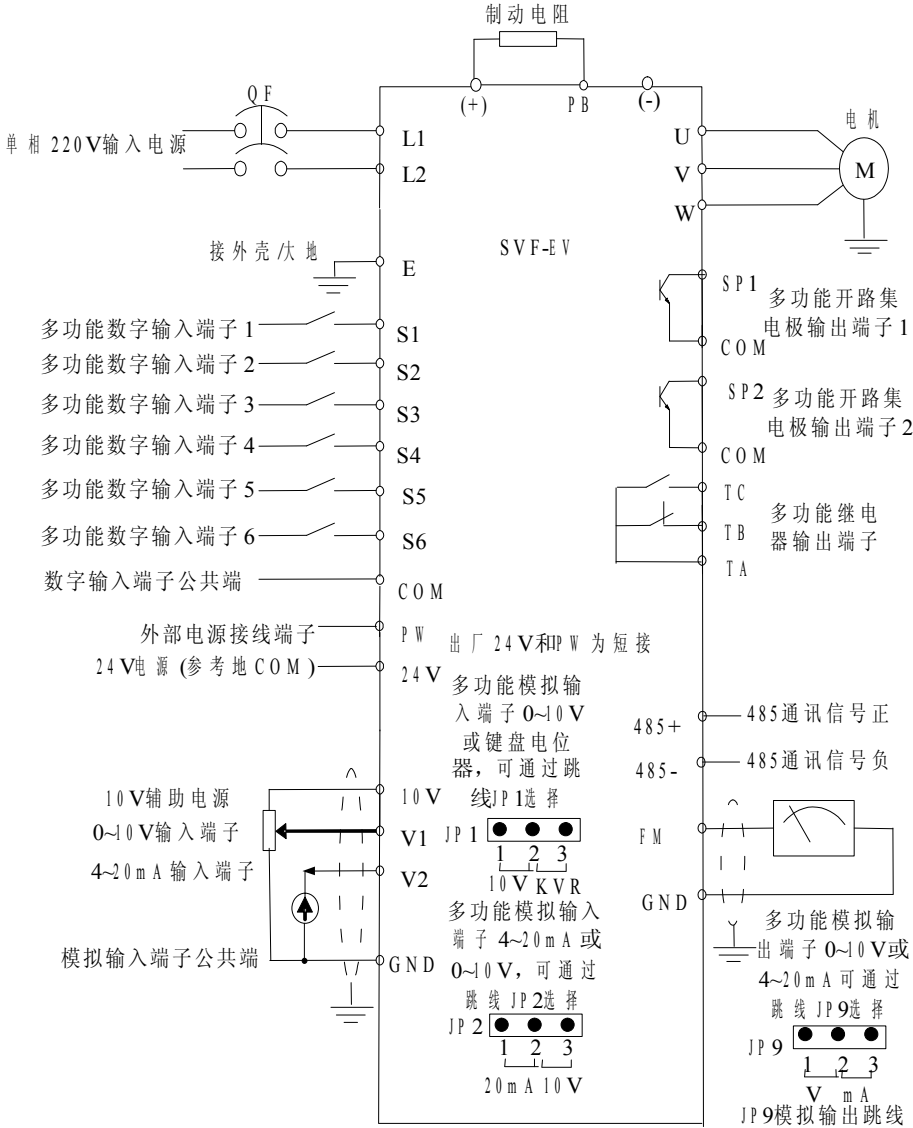 制动电阻
(+)
PB
(-)
QF
单相220V输入电源
L1
L2
U
V
W
电机
M
接外壳/大地
E
SVF-EV
SP1
多功能开路集
电极输出端子1
COM
SP2
多功能开路集
电极输出端子2
COM
多功能数字输入端子1
S1
多功能数字输入端子2
S2
多功能数字输入端子3
S3
多功能数字输入端子4
S4
多功能数字输入端子5
S5
多功能数字输入端子6
S6
数字输入端子公共端
COM
TC
TB
TA
多功能继电
器输出端子
外部电源接线端子
PW
出厂24V和PW为短接
24V电源(参考地COM)
24V
多功能模拟输
入端子0~10V
或键盘电位
器，可通过跳
线JP1选择
485+
485通讯信号正
485-
485通讯信号负
10V辅助电源
10V
0~10V输入端子
V1
JP1
1 2 3
10V KVR
4~20mA输入端子
V2
FM
GND
多功能模拟输入
端子4~20mA或
0~10V，可通过
跳线JP2选择
模拟输入端子公共端
GND
JP2
1 2 3
20mA 10V
多功能模拟输
出端子0~10V或
4~20mA可通过
跳线JP9选择
JP9
1 2 3
V mA
JP9模拟输出跳线